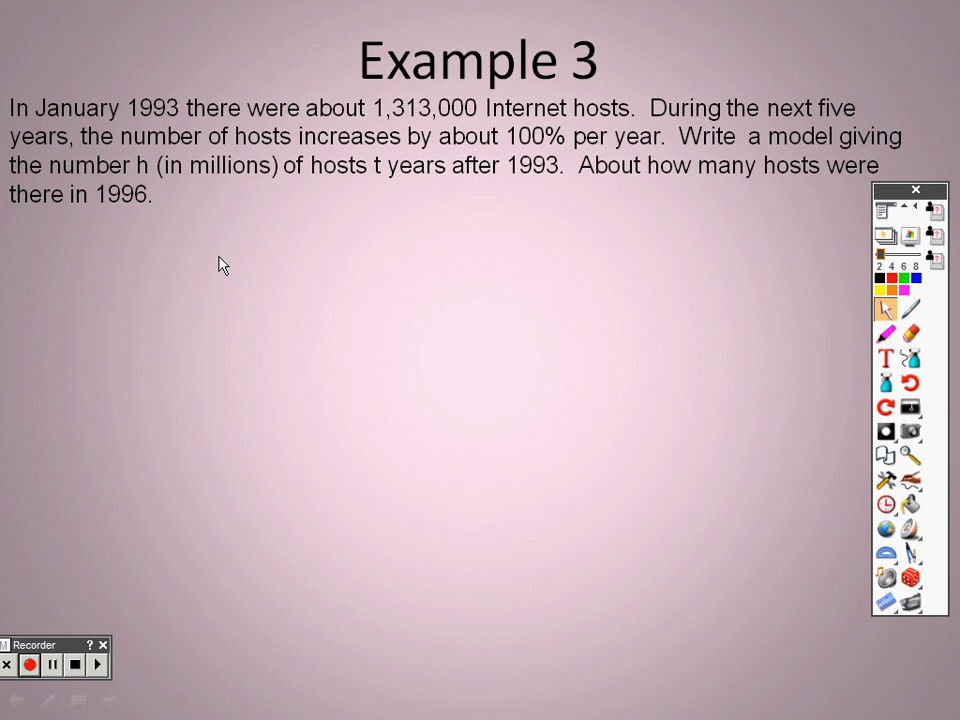 Example 3
In January 1993 there were about 1,313,000 Internet hosts. During the next five
years, the number of hosts increases by about 100% per year. Write a model giving
the number h (in millions) of hosts t years after 1993. About how many hosts were
there in 1996.
2 4 6 8
T
Recorder